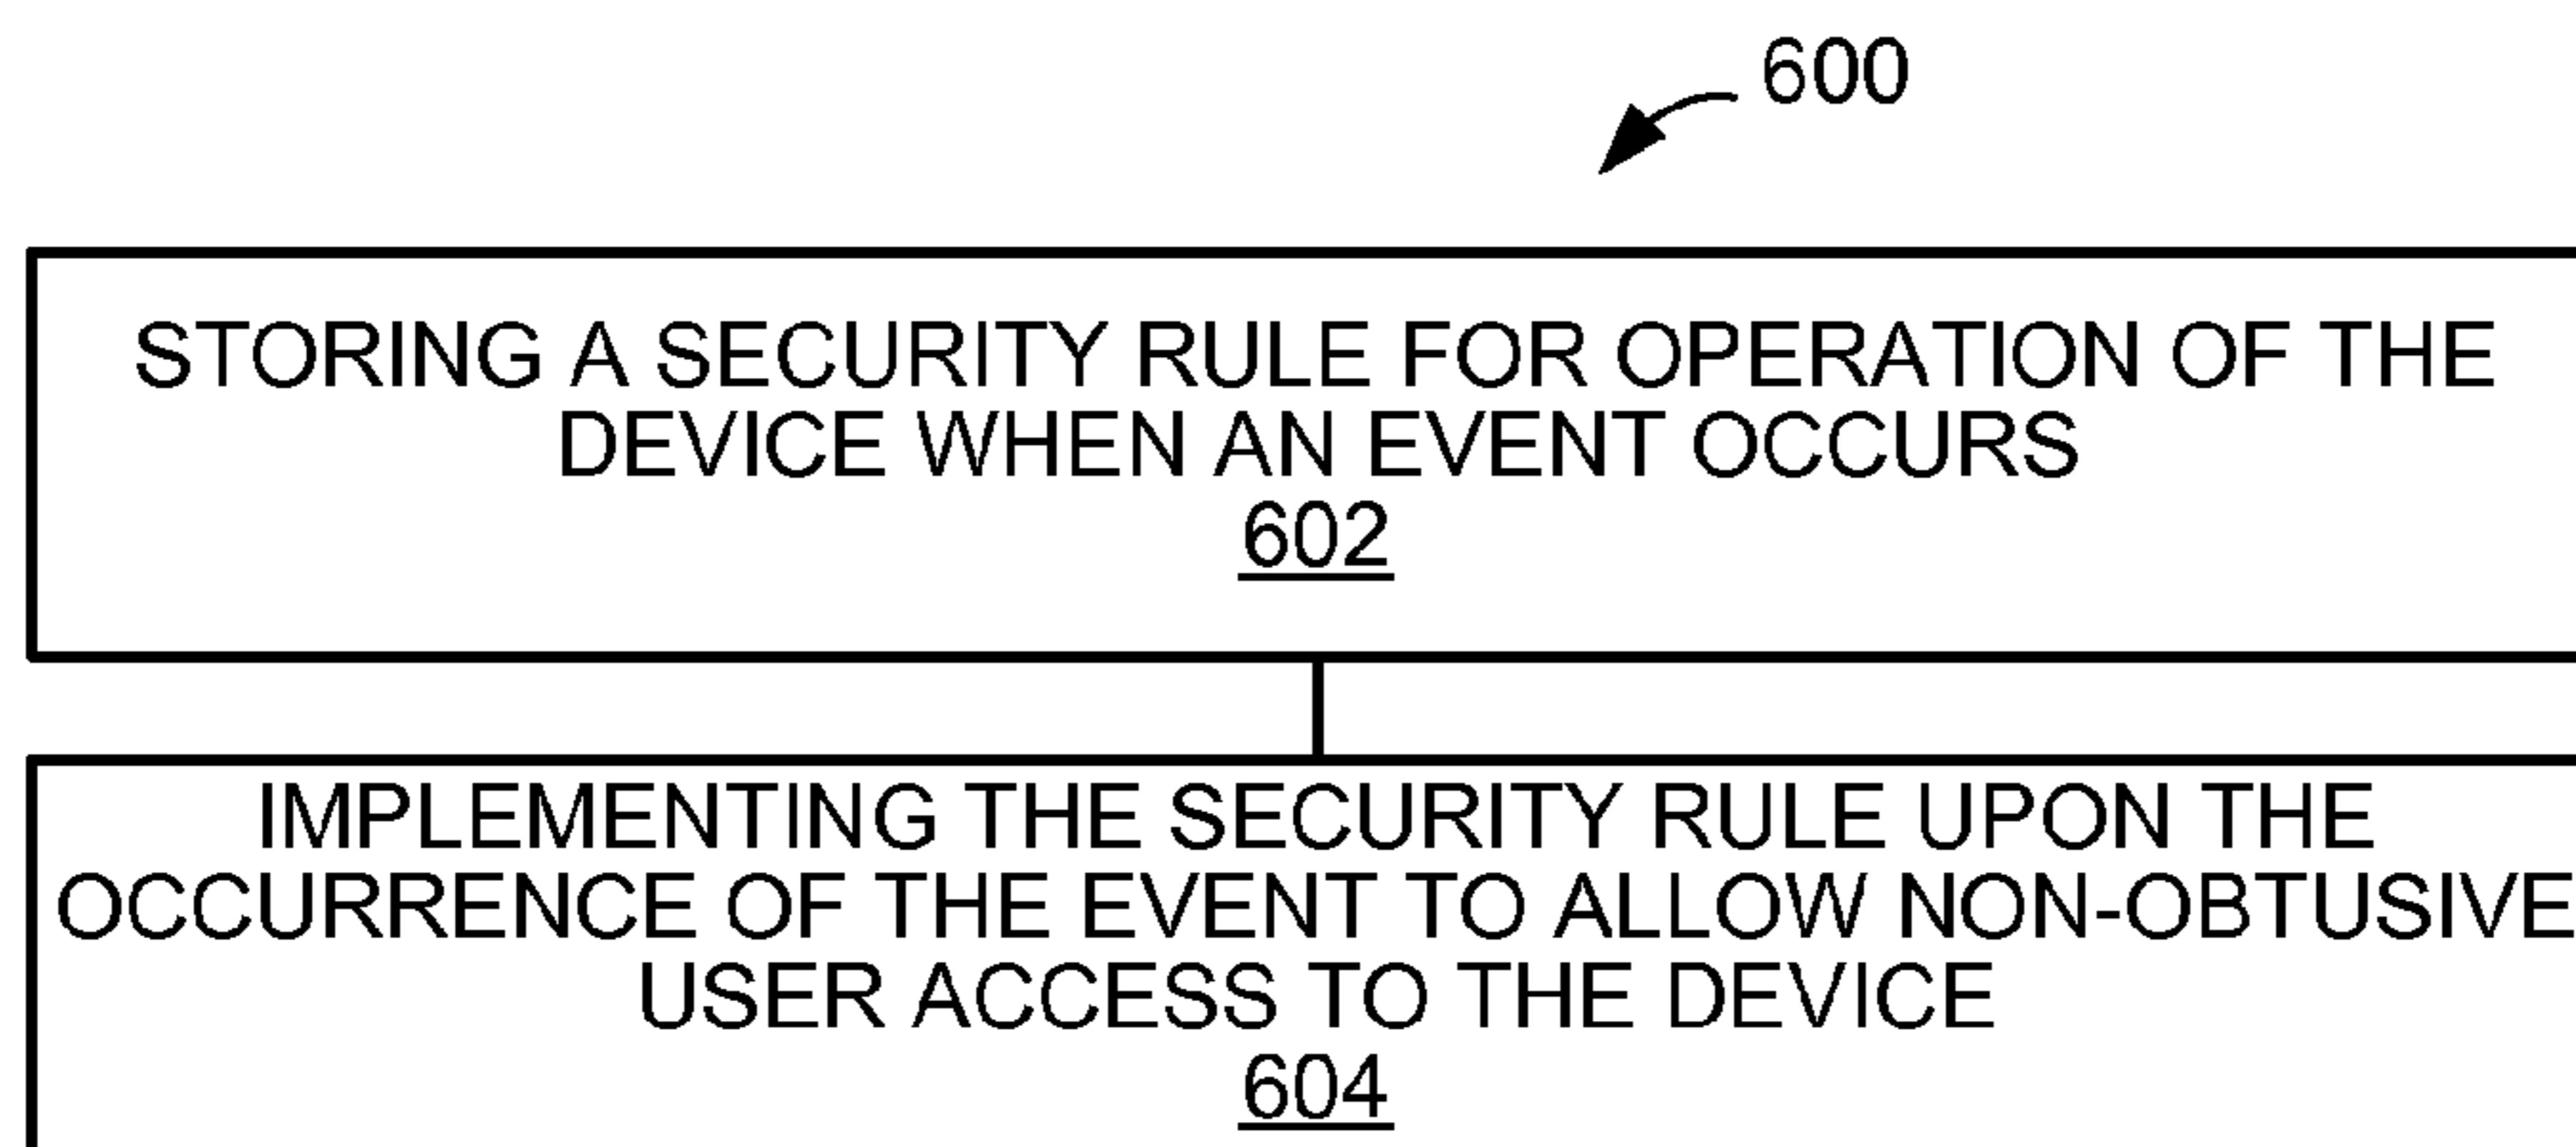 600
STORING A SECURITY RULE FOR OPERATION OF THE
DEVICE WHEN AN EVENT OCCURS
602
IMPLEMENTING THE SECURITY RULE UPON THE
OCCURRENCE OF THE EVENT TO ALLOW NON-OBTUSIVE
USER ACCESS TO THE DEVICE
604